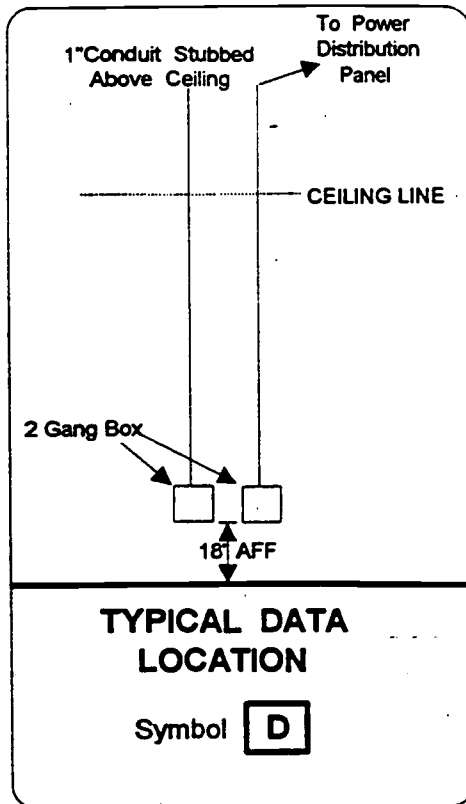 1"Conduit Stubbed
Above Ceiling
To Power
Distribution
Panel
CEILING LINE
2 Gang Box
18" AFF
TYPICAL DATA
LOCATION
Symbol D